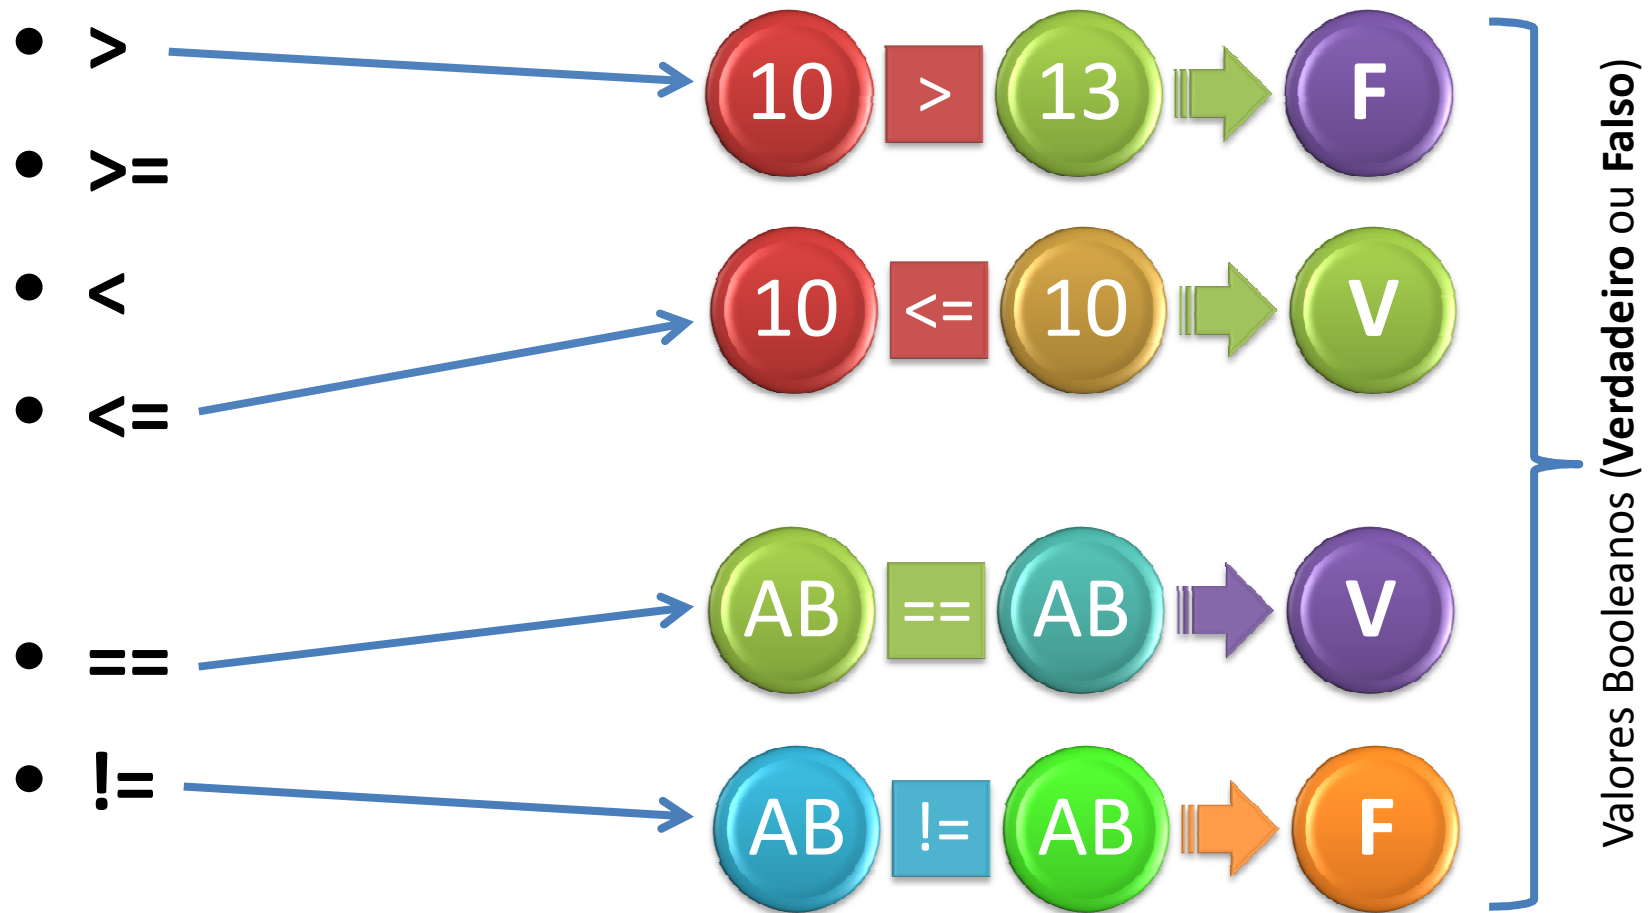 • >
• >=
• <
• <=
• ==
• !=
10 > 13 F
10 <= 10 V
AB == AB V
AB != AB F
Valores Booleanos (Verdadeiro ou Falso)